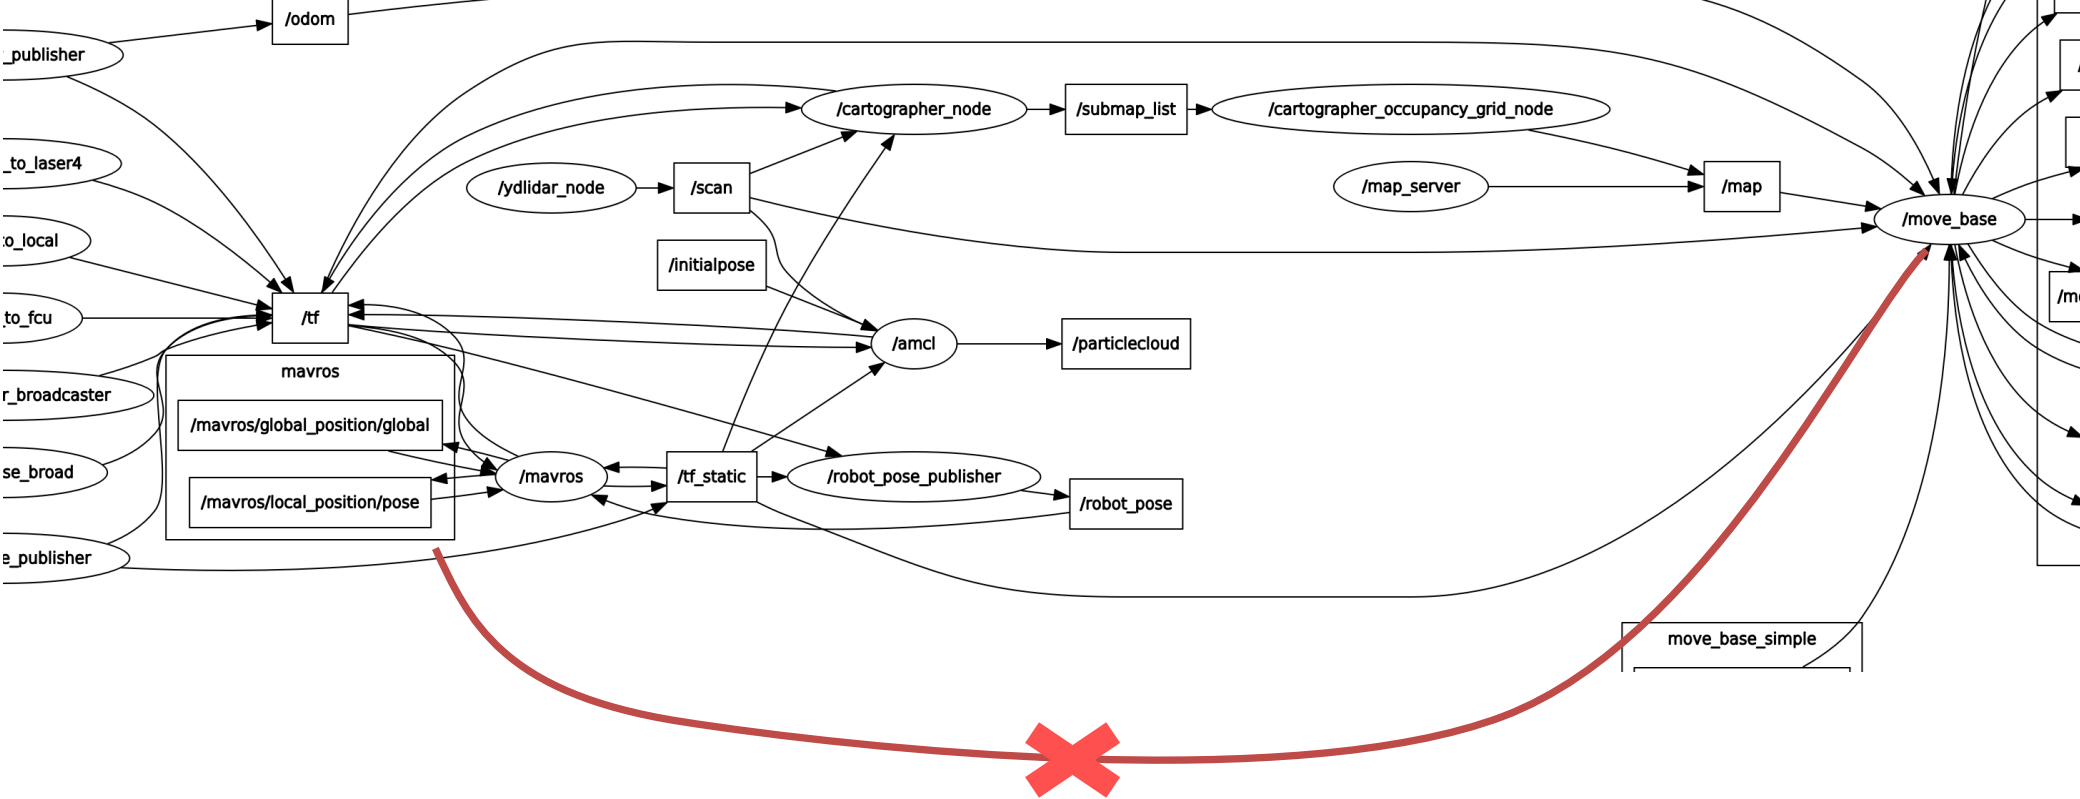 /odom
_publisher
/cartographer_node
/submap_list
/cartographer_occupancy_grid_node
_to_laser4
/ydlidar_node
/scan
/map_server
/map
/move_base
to_local
/initialpose
_to_fcu
/tf
/amcl
/particlecloud
mavros
r_broadcaster
/mavros/global_position/global
se_broad
/mavros
/tf_static
/robot_pose_publisher
/mavros/local_position/pose
/robot_pose
e_publisher
move_base_simple